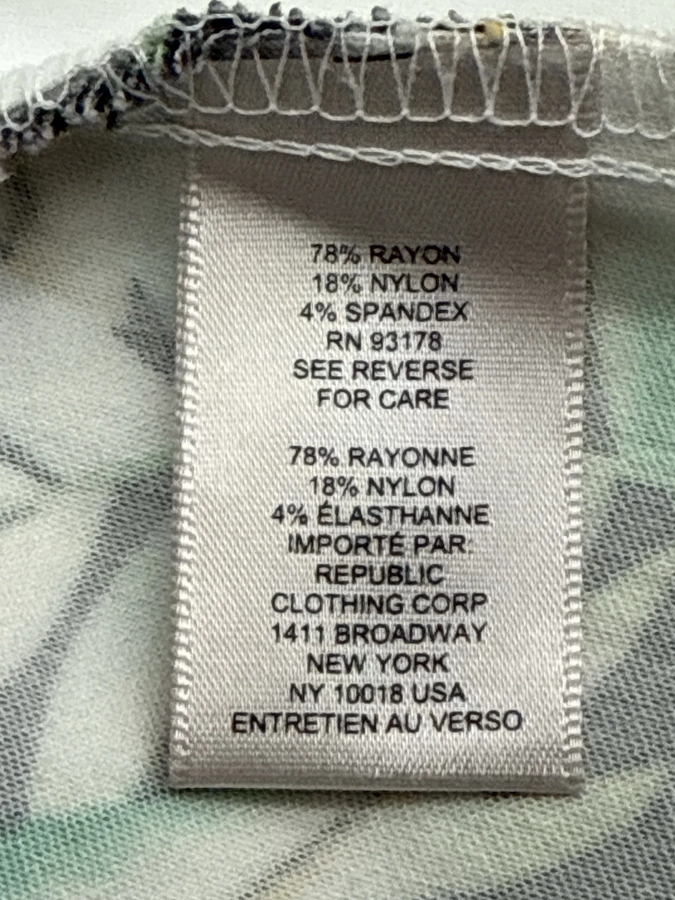 78% RAYON
18% NYLON
4% SPANDEX
RN 93178
SEE REVERSE
FOR CARE
78% RAYONNE
18% NYLON
4% ÉLASTHANNE
IMPORTÉ PAR:
REPUBLIC
CLOTHING CORP
1411 BROADWAY
NEW YORK
NY 10018 USA
ENTRETIEN AU VERSO